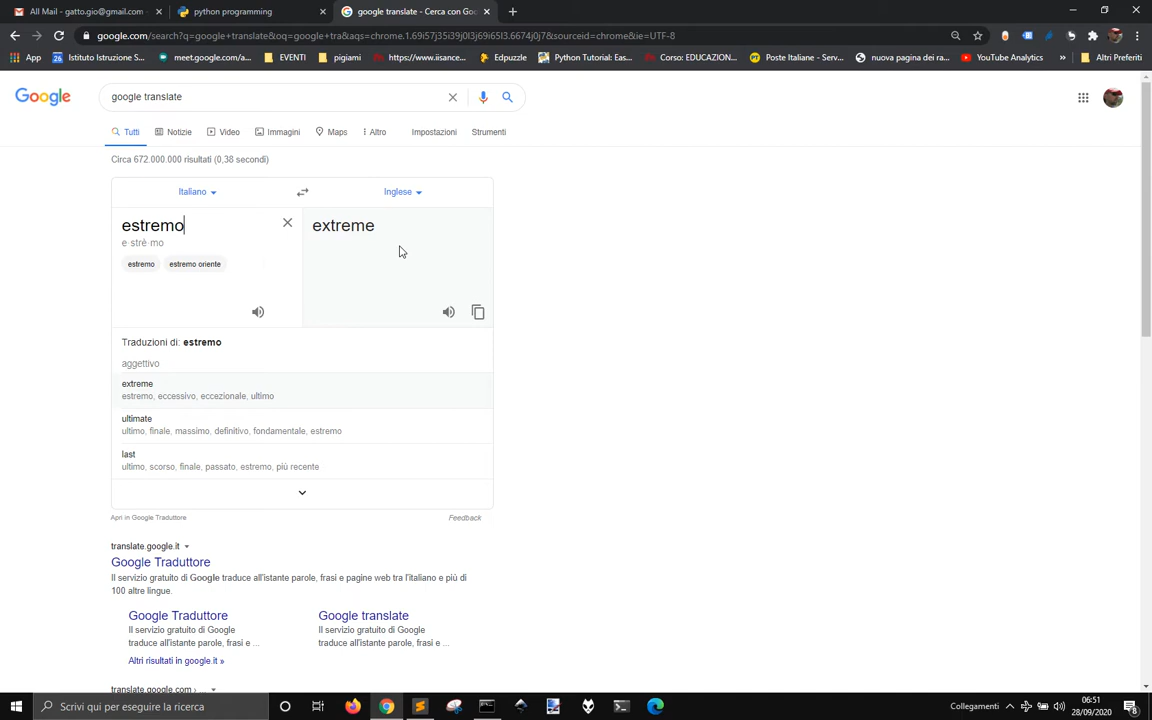 All Mail - gatto.gio@gmail.com -
python programming
google translate - Cerca con Goo
google.com/search?q=google+translate&oq=google+tra&aqs=chrome.1.69i57j35i39j0l3j69i65l3.6674j0j7&sourceid=chrome&ie=UTF-8
App
Istituto Istruzione S...
meet.google.com/a...
EVENTI
pigiami
https://www.iisance...
Edpuzzle
Python Tutorial: Eas...
Corso: EDUCAZION...
Poste Italiane - Serv...
nuova pagina dei ra...
YouTube Analytics
»
Altri Preferiti
Google
google translate
Tutti
Notizie
Video
Immagini
Maps
Altro
Impostazioni
Strumenti
Circa 672.000.000 risultati (0,38 secondi)
Italiano
Inglese
estremo
extreme
e·strè·mo
estremo
estremo oriente
Traduzioni di: estremo
aggettivo
extreme
estremo, eccessivo, eccezionale, ultimo
ultimate
ultimo, finale, massimo, definitivo, fondamentale, estremo
last
ultimo, scorso, finale, passato, estremo, più recente
Apri in Google Traduttore
Feedback
translate.google.it
Google Traduttore
Il servizio gratuito di Google traduce all'istante parole, frasi e pagine web tra l'italiano e più di
100 altre lingue.
Google Traduttore
Google translate
Il servizio gratuito di Google
Il servizio gratuito di Google
traduce all'istante parole, frasi e ...
traduce all'istante parole, frasi e ...
Altri risultati in google.it »
translate.google.com › ...
Scrivi qui per eseguire la ricerca
Collegamenti
06:51
28/09/2020